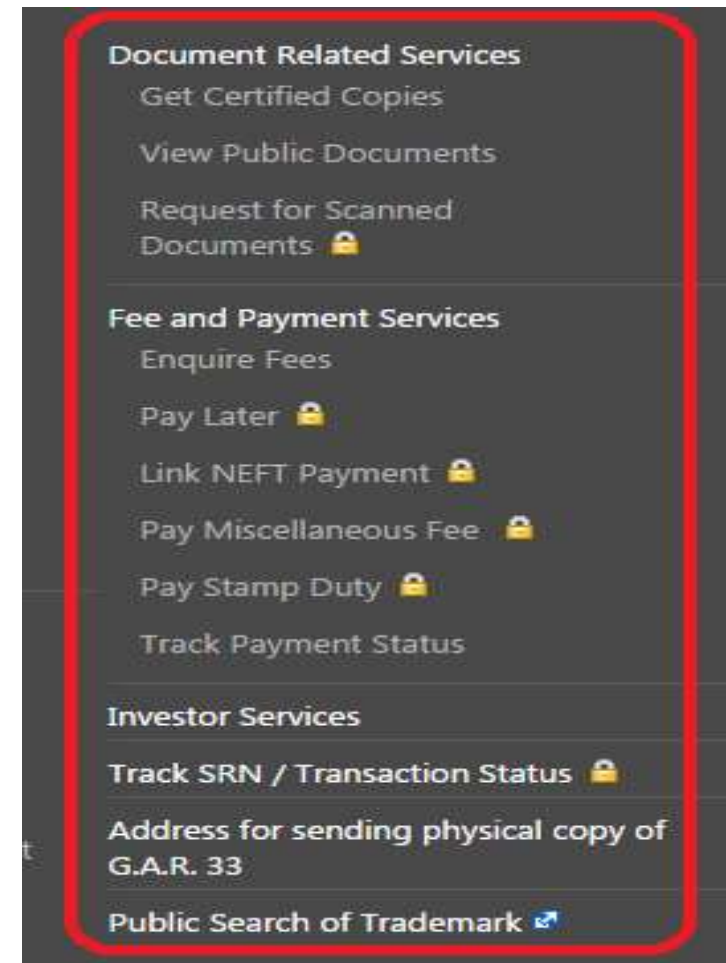 Document Related Services
Get Certified Copies
View Public Documents
Request for Scanned
Documents
Fee and Payment Services
Enquire Fees
Pay Later
Link NEFT Payment
Pay Miscellaneous Fee
Pay Stamp Duty
Track Payment Status
Investor Services
Track SRN / Transaction Status
Address for sending physical copy of
t
G.A.R. 33
Public Search of Trademark